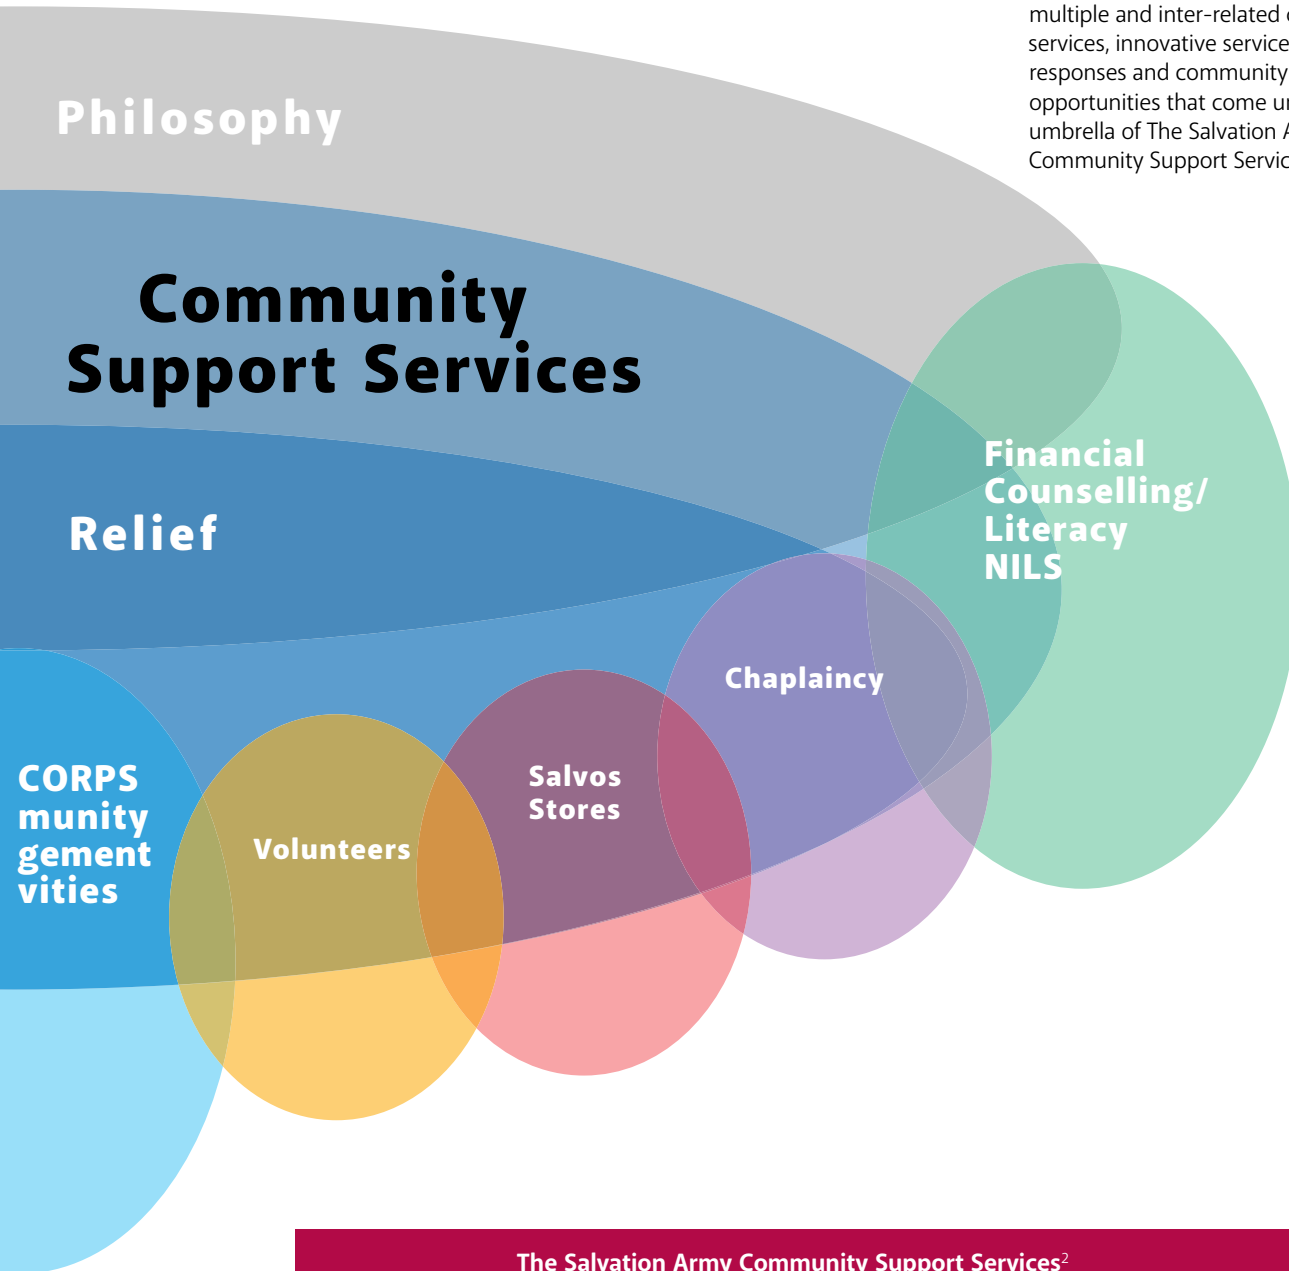 multiple and inter-related
services, innovative service
responses and community
opportunities that come
umbrella of The Salvation
Community Support
Philosophy
Community
Support Services
Relief
Financial
Counselling/
Literacy
NILS
Chaplaincy
Salvos
Stores
Volunteers
CORPS
munity
gement
vities
The Salvation Army Community Support Services2